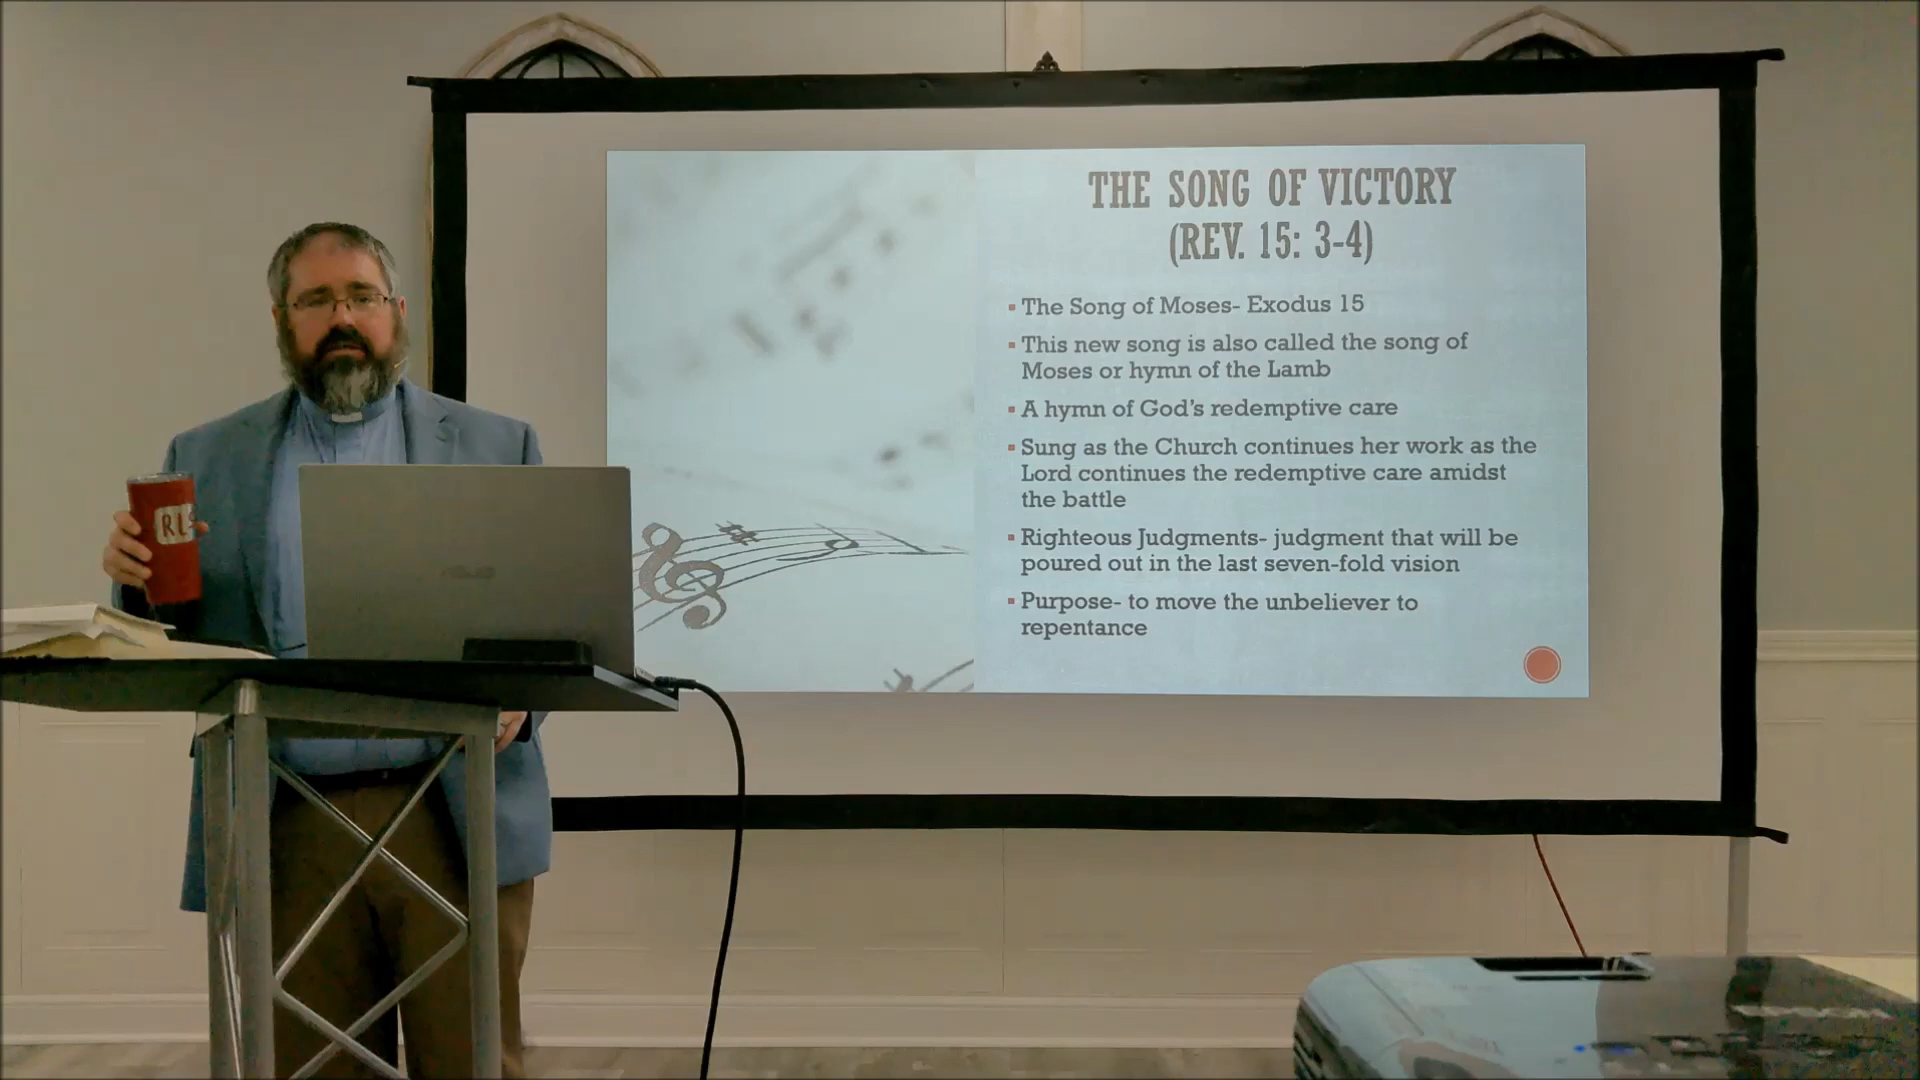 THE SONG OF VICTORY
(REV. 15: 3-4)
▪ The Song of Moses- Exodus 15
▪ This new song is also called the song of
Moses or hymn of the Lamb
▪ A hymn of God's redemptive care
▪ Sung as the Church continues her work as the
Lord continues the redemptive care amidst
the battle
▪ Righteous Judgments- judgment that will be
poured out in the last seven-fold vision
▪ Purpose- to move the unbeliever to
repentance
ASUS